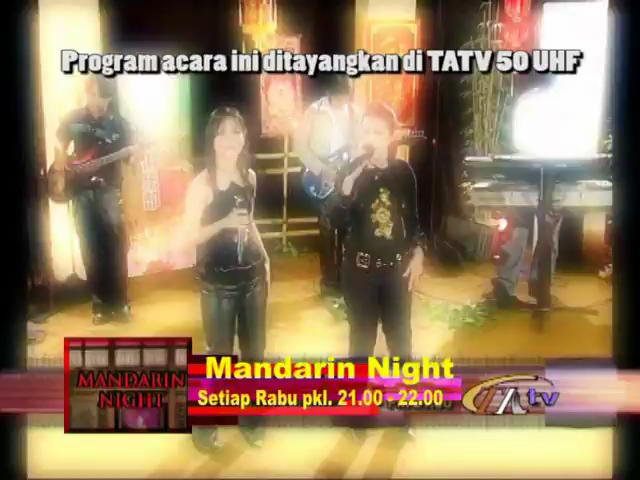 Program acara ini ditayangkan di TATV 50 UHF
MANDARIN
NIGHT
Mandarin Night
Setiap Rabu pkl. 21.00 - 22.00
TA tv